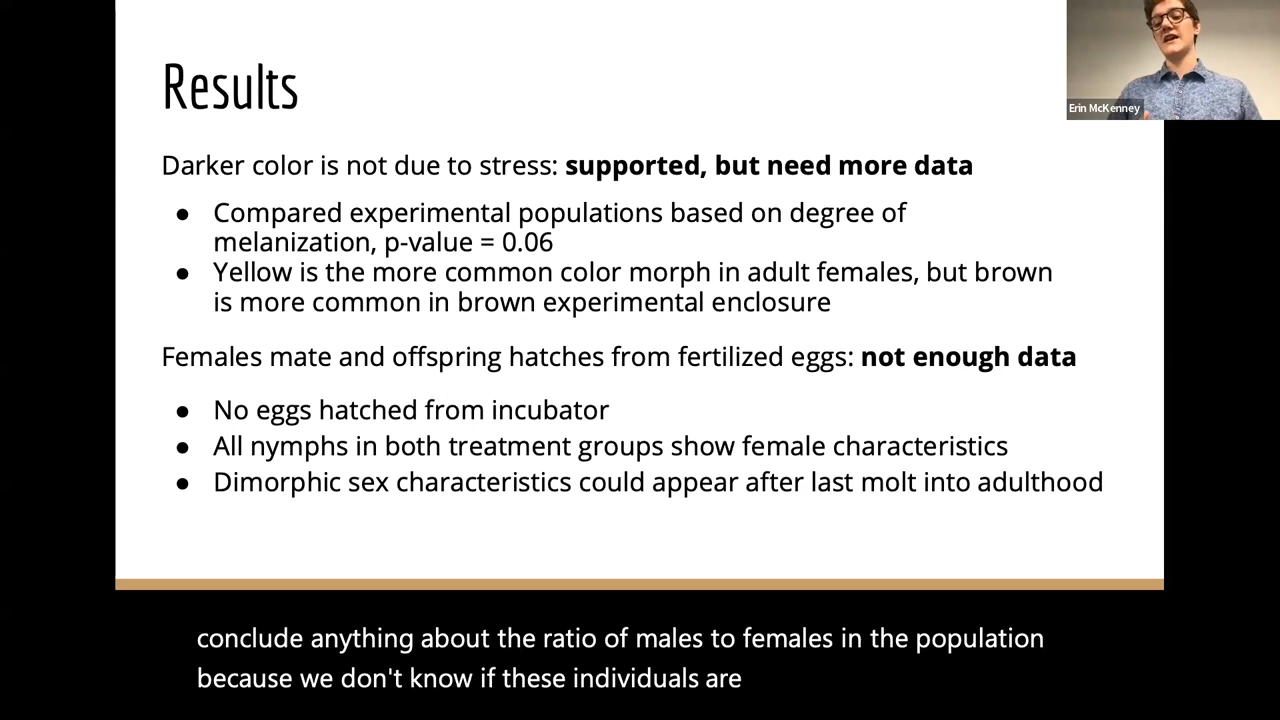 Results
Erin McKenney
Darker color is not due to stress: supported, but need more data
● Compared experimental populations based on degree of
melanization, p-value = 0.06
● Yellow is the more common color morph in adult females, but brown
is more common in brown experimental enclosure
Females mate and offspring hatches from fertilized eggs: not enough data
● No eggs hatched from incubator
● All nymphs in both treatment groups show female characteristics
● Dimorphic sex characteristics could appear after last molt into adulthood
conclude anything about the ratio of males to females in the population
because we don't know if these individuals are